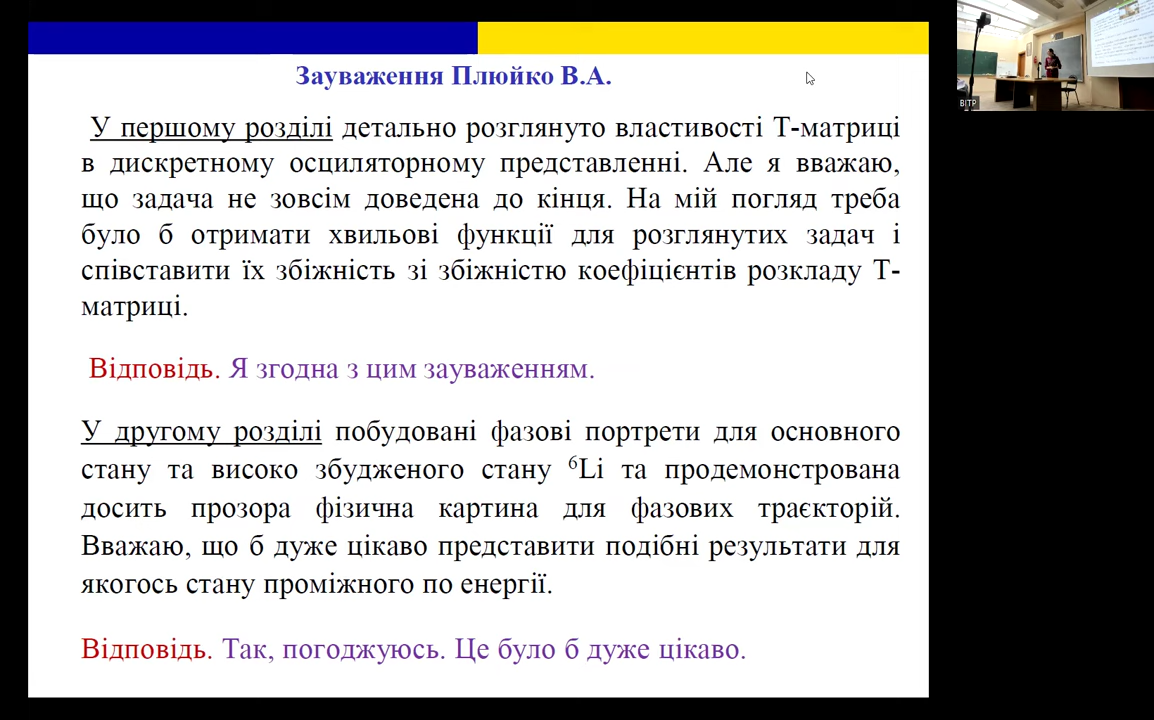 Зауваження Плюйко В.А.
У першому розділі детально розглянуто властивості Т-матриці
в дискретному осциляторному представленні. Але я вважаю,
що задача не зовсім доведена до кінця. На мій погляд треба
було б отримати хвильові функції для розглянутих задач і
співставити їх збіжність зі збіжністю коефіцієнтів розкладу Т-
матриці.
Відповідь. Я згодна з цим зауваженням.
У другому розділі побудовані фазові портрети для основного
стану та високо збудженого стану ⁶Li та продемонстрована
досить прозора фізична картина для фазових траєкторій.
Вважаю, що б дуже цікаво представити подібні результати для
якогось стану проміжного по енергії.
Відповідь. Так, погоджуюсь. Це було б дуже цікаво.
ВІТР